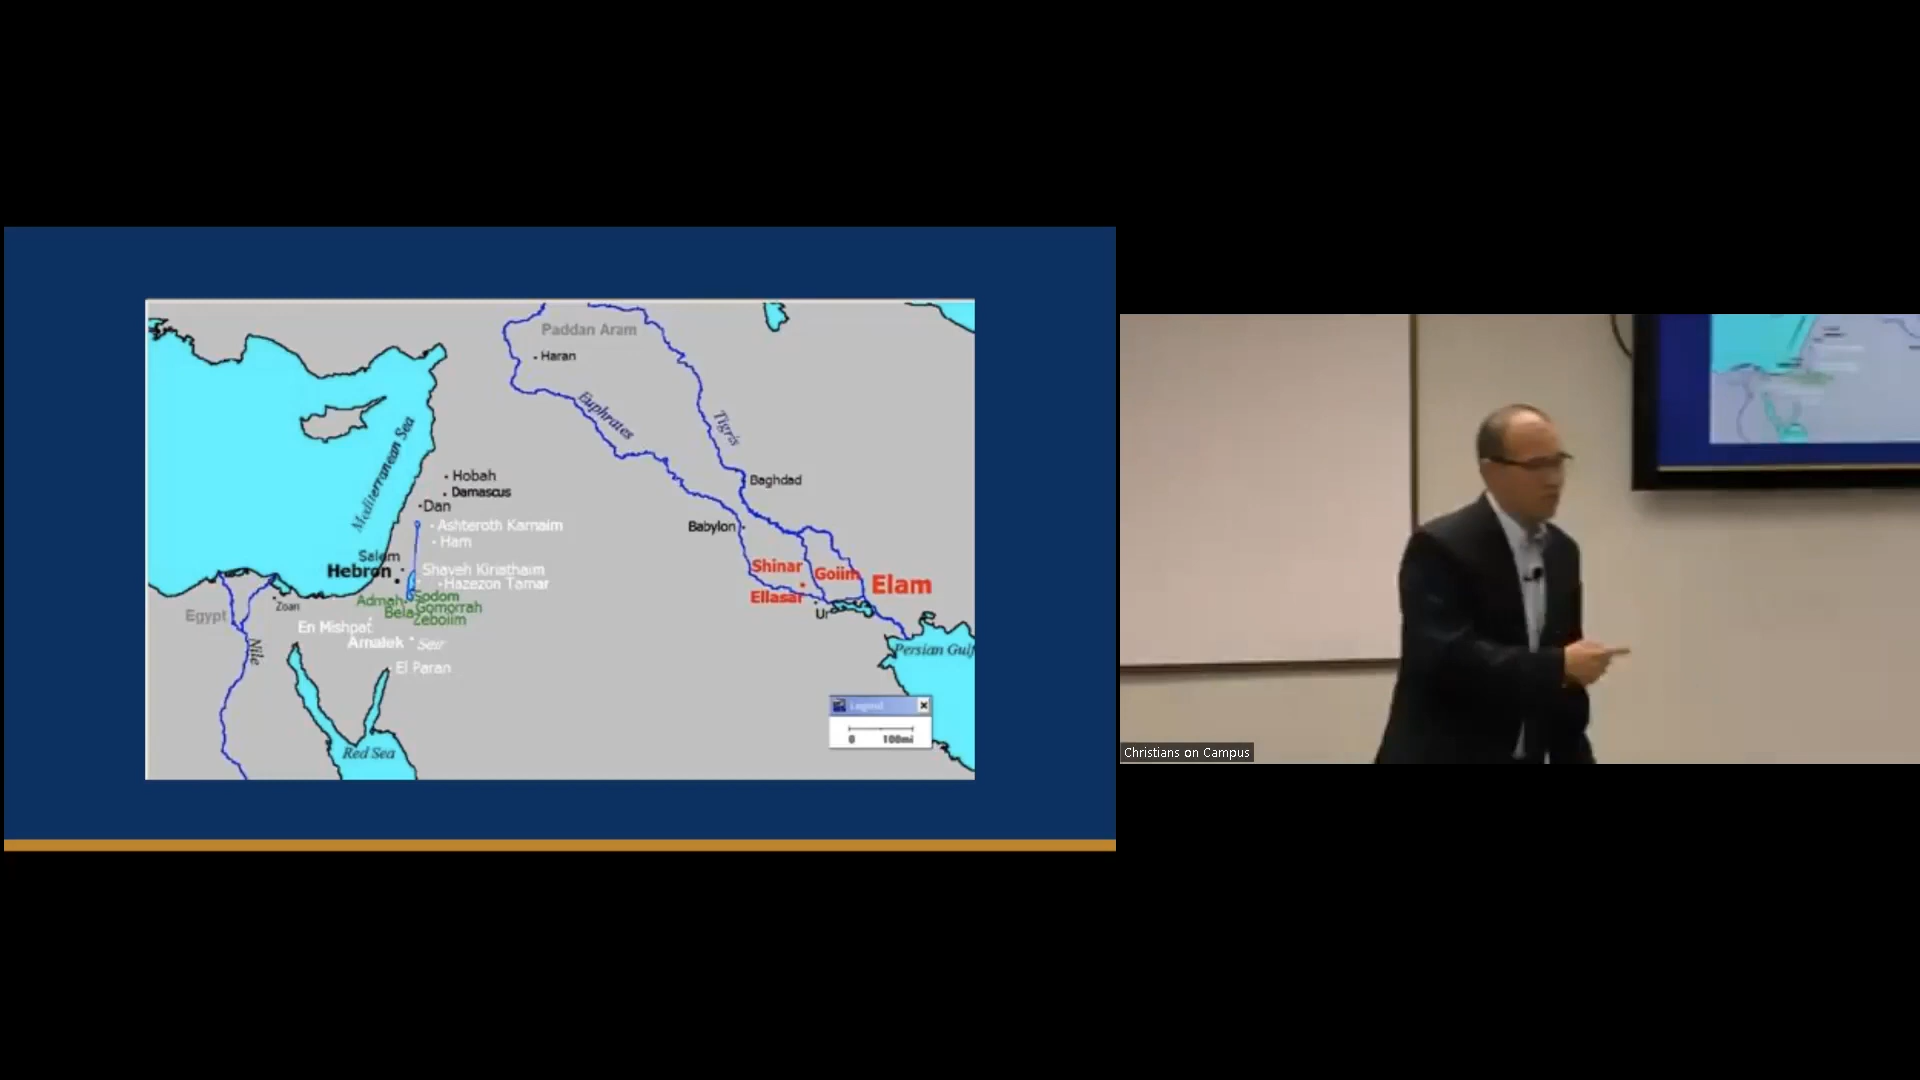 Paddan Aram
Haran
Euphrates
Tigris
Mediterranean Sea
Hobah
Damascus
Dan
Baghdad
Ashteroth Karnaim
Babylon
Ham
Salem
Hebron
Shaveh Kiriathaim
Hazezon Tamar
Shinar
Goiim
Elam
Ellasar
Admah
Sodom
Bela
Gomorrah
Zeboiim
Zoan
Egypt
Ur
En Mishpat
Nile
Amalek
Seir
Persian Gulf
El Paran
Legend
0 100mi
Red Sea
Christians on Campus